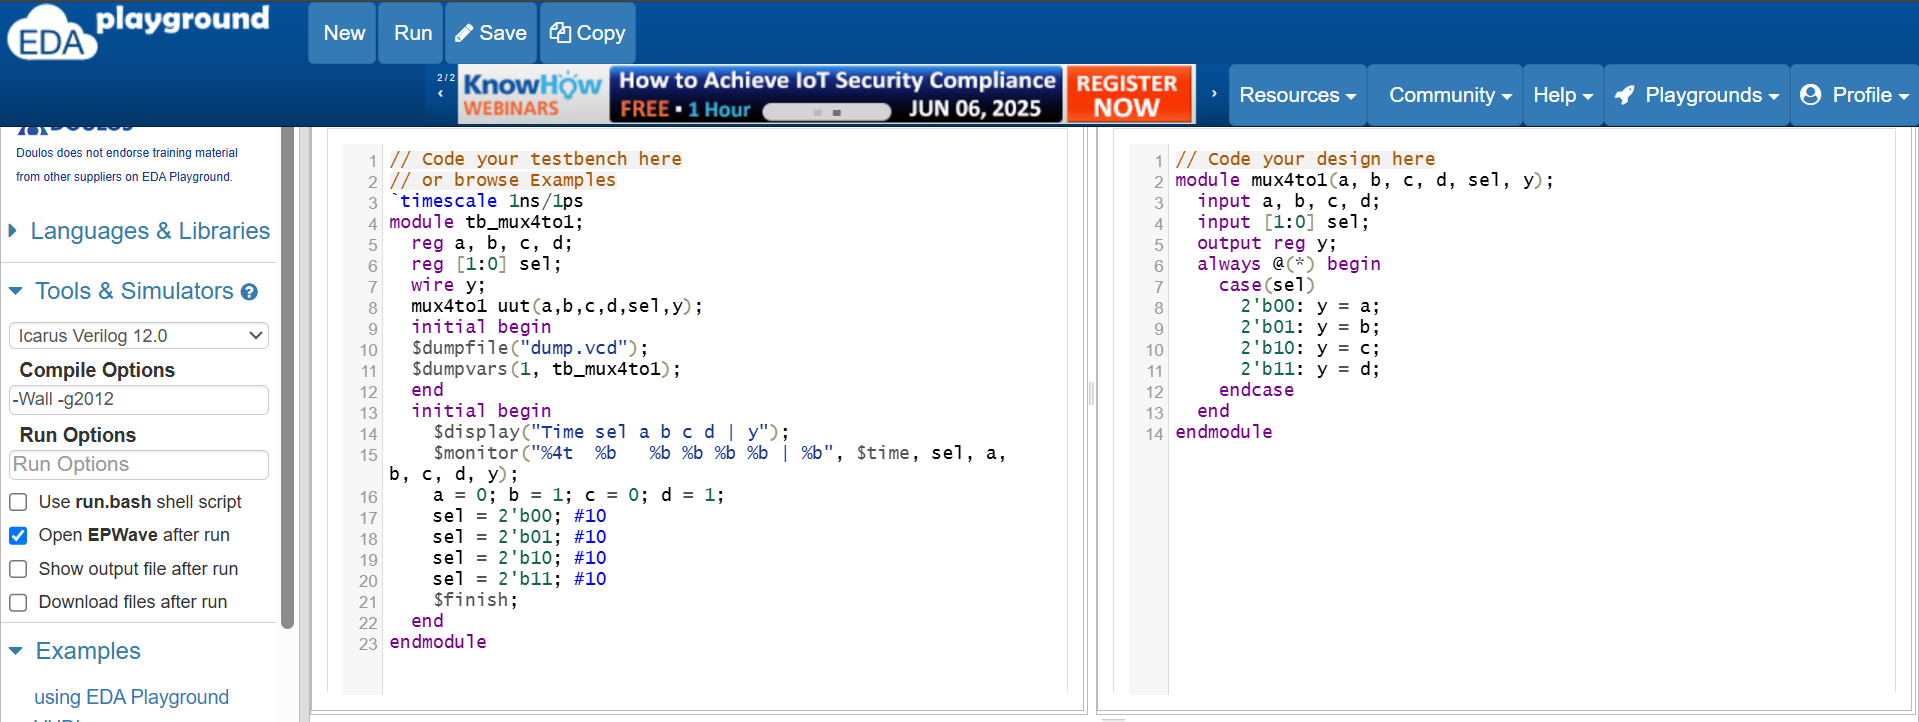 EDA playground
New
Run
Save
Copy
2/2
KnowHow
WEBINARS
How to Achieve IoT Security Compliance
FREE ▪ 1 Hour
JUN 06, 2025
REGISTER
NOW
Resources
Community
Help
Playgrounds
Profile
DOULOS
Doulos does not endorse training material
from other suppliers on EDA Playground.
Languages & Libraries
Tools & Simulators
Icarus Verilog 12.0
Compile Options
-Wall -g2012
Run Options
Run Options
Use run.bash shell script
Open EPWave after run
Show output file after run
Download files after run
Examples
using EDA Playground
VHDL
1 // Code your testbench here
2 // or browse Examples
3 `timescale 1ns/1ps
4 module tb_mux4to1;
5   reg a, b, c, d;
6   reg [1:0] sel;
7   wire y;
8   mux4to1 uut(a,b,c,d,sel,y);
9   initial begin
10   $dumpfile("dump.vcd");
11   $dumpvars(1, tb_mux4to1);
12   end
13   initial begin
14     $display("Time sel a b c d | y");
15     $monitor("%4t  %b   %b %b %b %b | %b", $time, sel, a,
b, c, d, y);
16     a = 0; b = 1; c = 0; d = 1;
17     sel = 2'b00; #10
18     sel = 2'b01; #10
19     sel = 2'b10; #10
20     sel = 2'b11; #10
21     $finish;
22   end
23 endmodule
1 // Code your design here
2 module mux4to1(a, b, c, d, sel, y);
3   input a, b, c, d;
4   input [1:0] sel;
5   output reg y;
6   always @(*) begin
7     case(sel)
8       2'b00: y = a;
9       2'b01: y = b;
10       2'b10: y = c;
11       2'b11: y = d;
12     endcase
13   end
14 endmodule